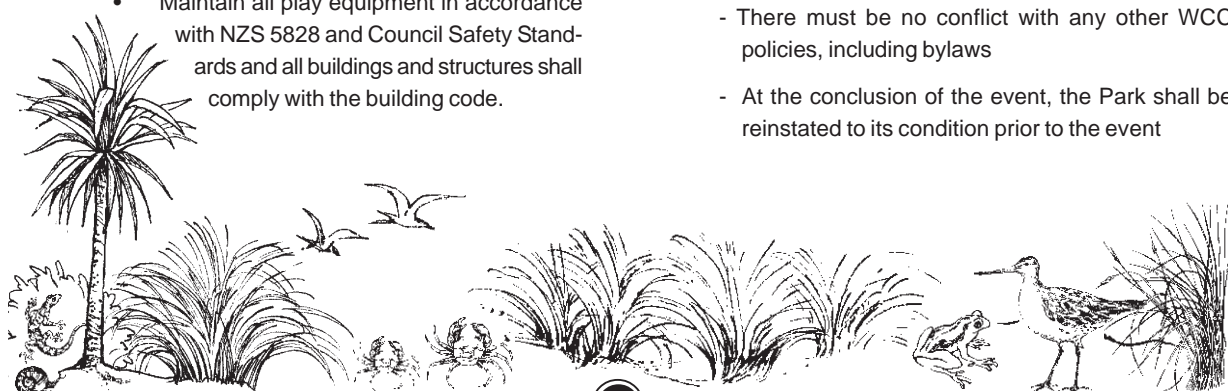 • Maintain all play equipment in accordance
with NZS 5828 and Council Safety Stand-
ards and all buildings and structures shall
comply with the building code.
- There must be no conflict with any other WCC
policies, including bylaws
- At the conclusion of the event, the Park shall be
reinstated to its condition prior to the event